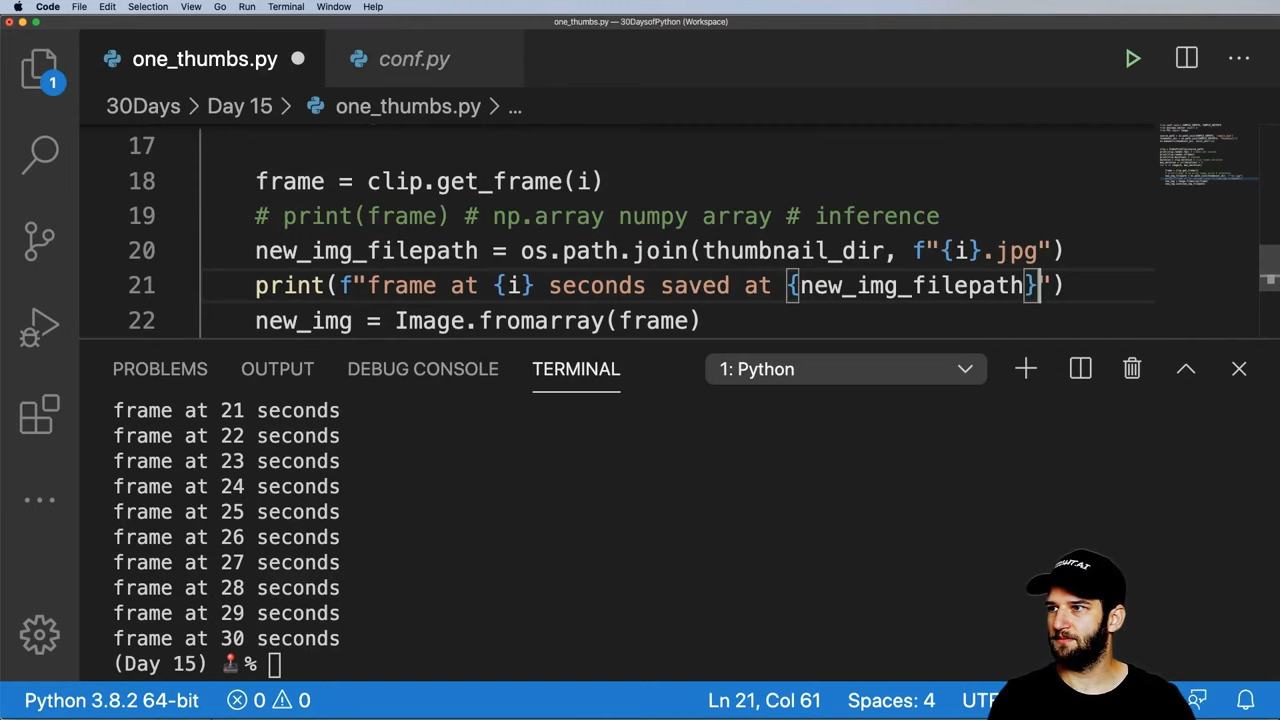 Code File Edit Selection View Go Run Terminal Window Help
one_thumbs.py — 30DaysofPython (Workspace)
one_thumbs.py conf.py
1
30Days > Day 15 > one_thumbs.py > ...
17
18 frame = clip.get_frame(i)
19 # print(frame) # np.array numpy array # inference
20 new_img_filepath = os.path.join(thumbnail_dir, f"{i}.jpg")
21 print(f"frame at {i} seconds saved at {new_img_filepath}")
22 new_img = Image.fromarray(frame)
PROBLEMS OUTPUT DEBUG CONSOLE TERMINAL 1: Python
frame at 21 seconds
frame at 22 seconds
frame at 23 seconds
frame at 24 seconds
frame at 25 seconds
frame at 26 seconds
frame at 27 seconds
frame at 28 seconds
frame at 29 seconds
frame at 30 seconds
(Day 15) 🕹️%
Python 3.8.2 64-bit 0 0 Ln 21, Col 61 Spaces: 4